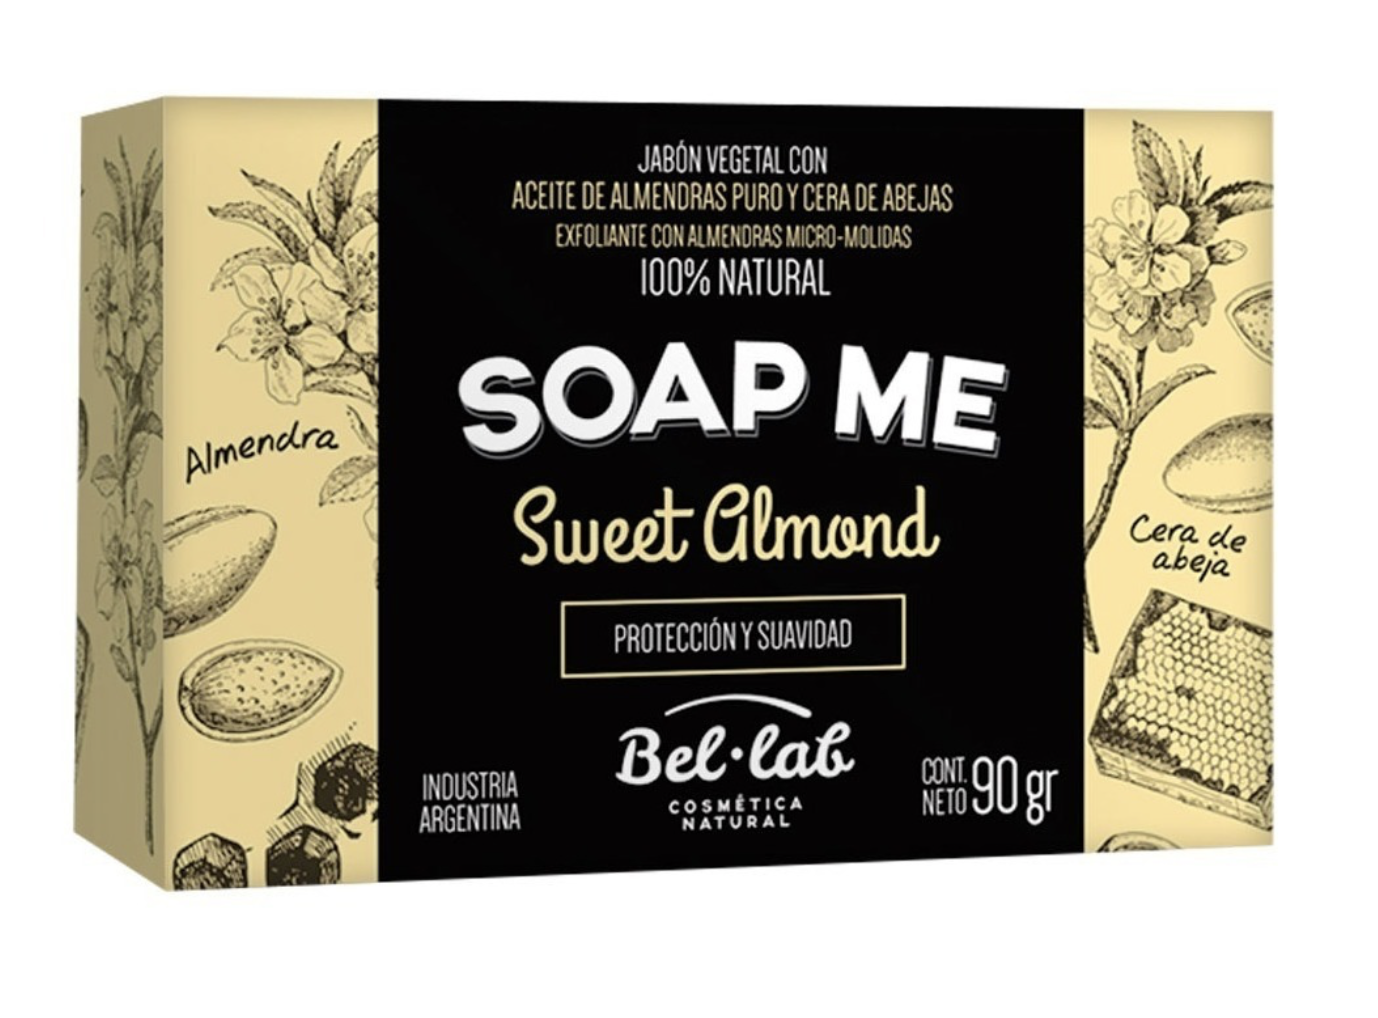 JABÓN VEGETAL CON
ACEITE DE ALMENDRAS PURO Y CERA DE ABEJAS
EXFOLIANTE CON ALMENDRAS MICRO-MOLIDAS
100% NATURAL
SOAP ME
Sweet Almond
PROTECCIÓN Y SUAVIDAD
Bel·lab
COSMÉTICA
NATURAL
INDUSTRIA
ARGENTINA
CONT.
NETO 90 gr
Almendra
Cera de
abeja